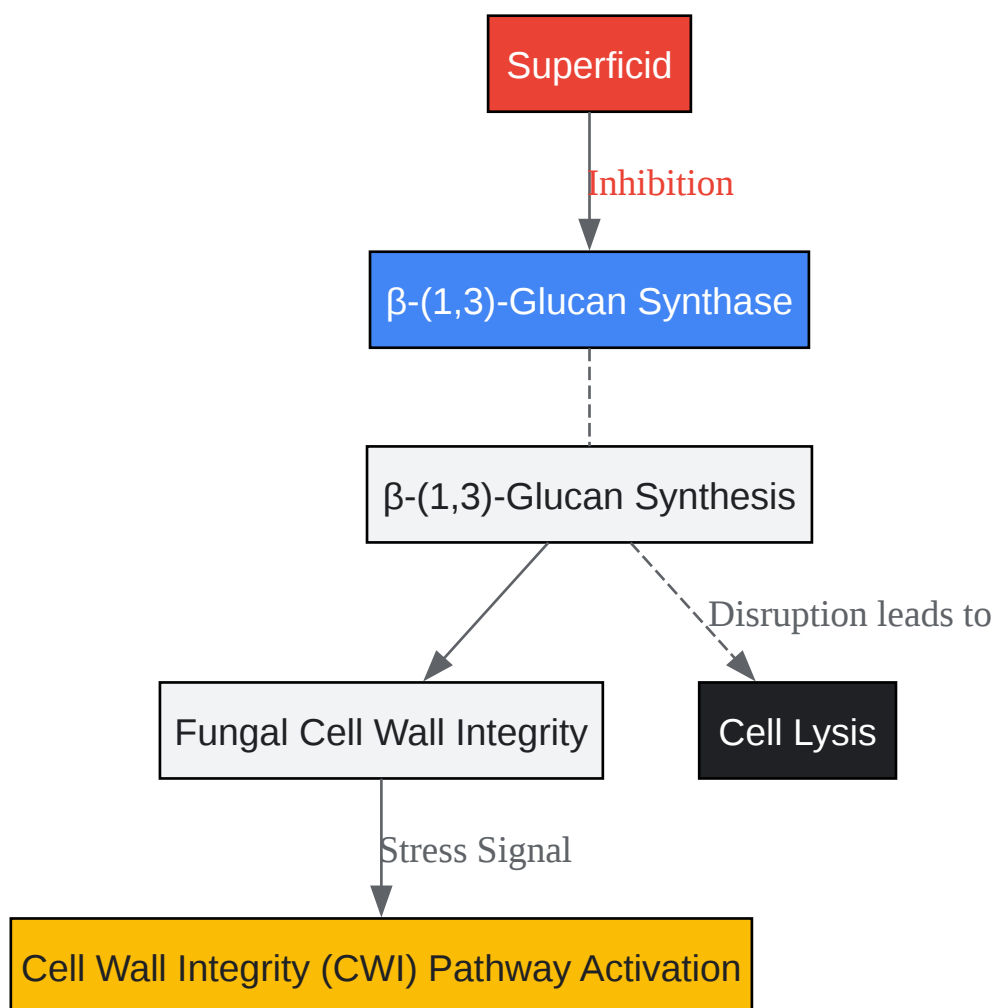 Superficid
Inhibition
β-(1,3)-Glucan Synthase
β-(1,3)-Glucan Synthesis
Disruption leads to
Fungal Cell Wall Integrity
Cell Lysis
Stress Signal
Cell Wall Integrity (CWI) Pathway Activation